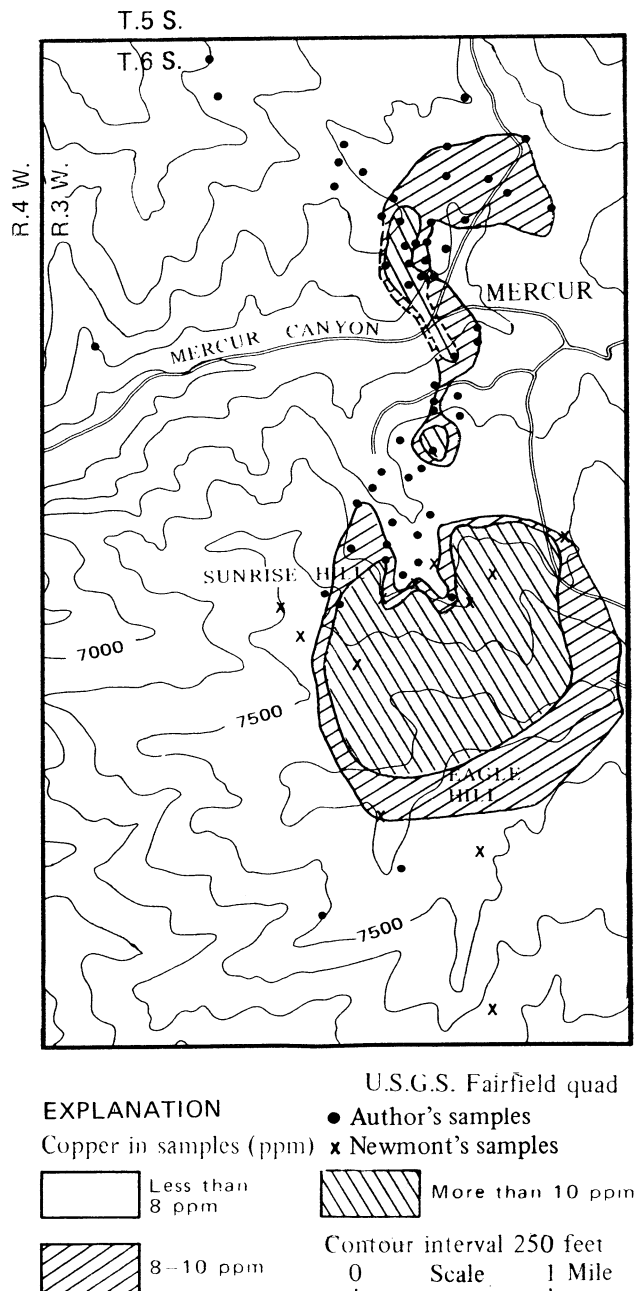 T.5 S.
T.6 S.
R.4 W.
R.3 W.
MERCUR
MERCUR CANYON
SUNRISE HILL
7000
7500
EAGLE
HILL
7500
U.S.G.S. Fairfield quad
EXPLANATION
● Author's samples
Copper in samples (ppm)
x Newmont's samples
Less than
8 ppm
More than 10 ppm
8–10 ppm
Contour interval 250 feet
0 Scale 1 Mile